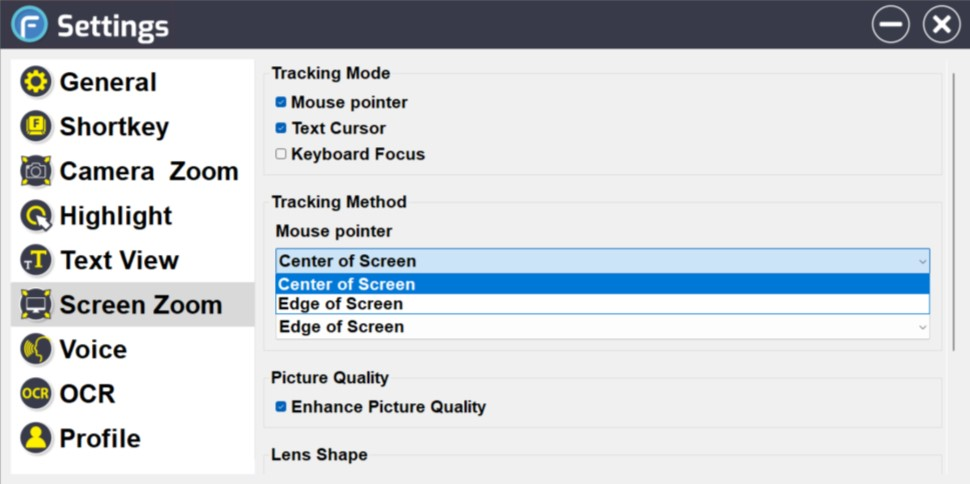 Settings
General
Shortkey
Camera Zoom
Highlight
Text View
Screen Zoom
Voice
OCR
Profile
Tracking Mode
Mouse pointer
Text Cursor
Keyboard Focus
Tracking Method
Mouse pointer
Center of Screen
Center of Screen
Edge of Screen
Edge of Screen
Picture Quality
Enhance Picture Quality
Lens Shape